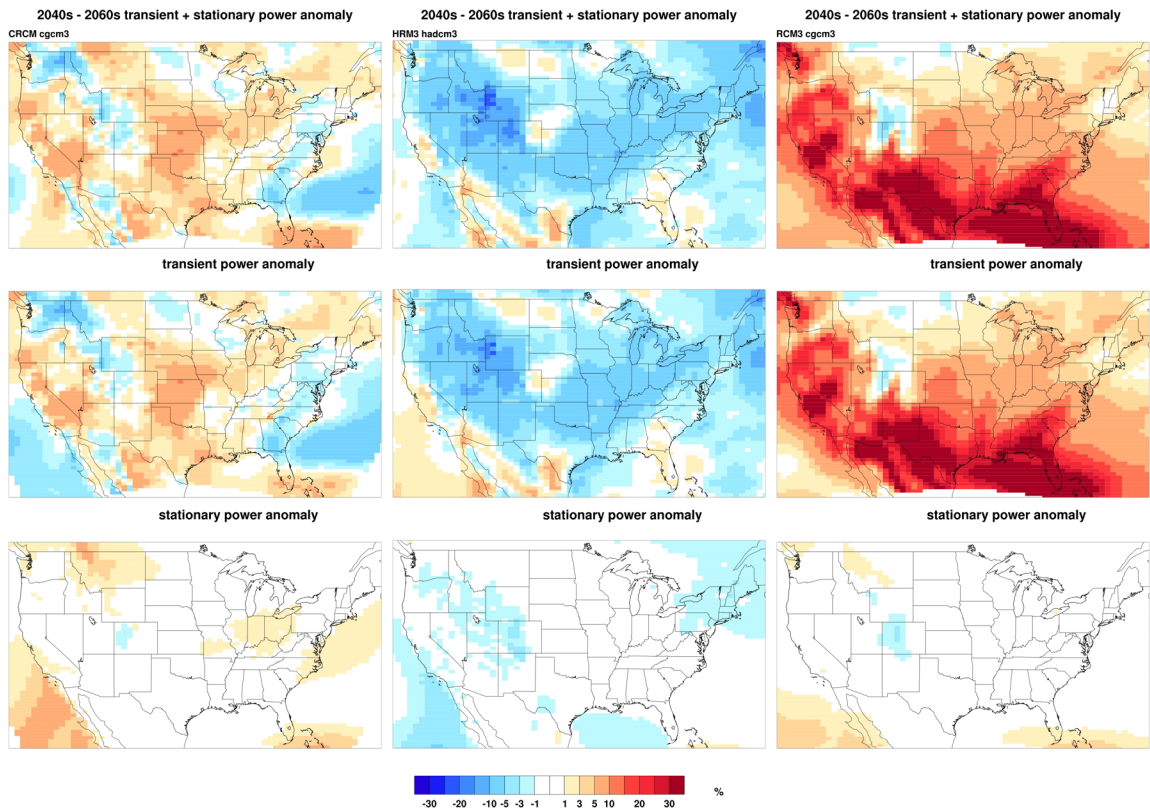 2040s - 2060s transient + stationary power anomaly
2040s - 2060s transient + stationary power anomaly
2040s - 2060s transient + stationary power anomaly
CRCM cgcm3
HRM3 hadcm3
RCM3 cgcm3
transient power anomaly
transient power anomaly
transient power anomaly
stationary power anomaly
stationary power anomaly
stationary power anomaly
-30 -20 -10 -5 -3 -1 1 3 5 10 20 30 %